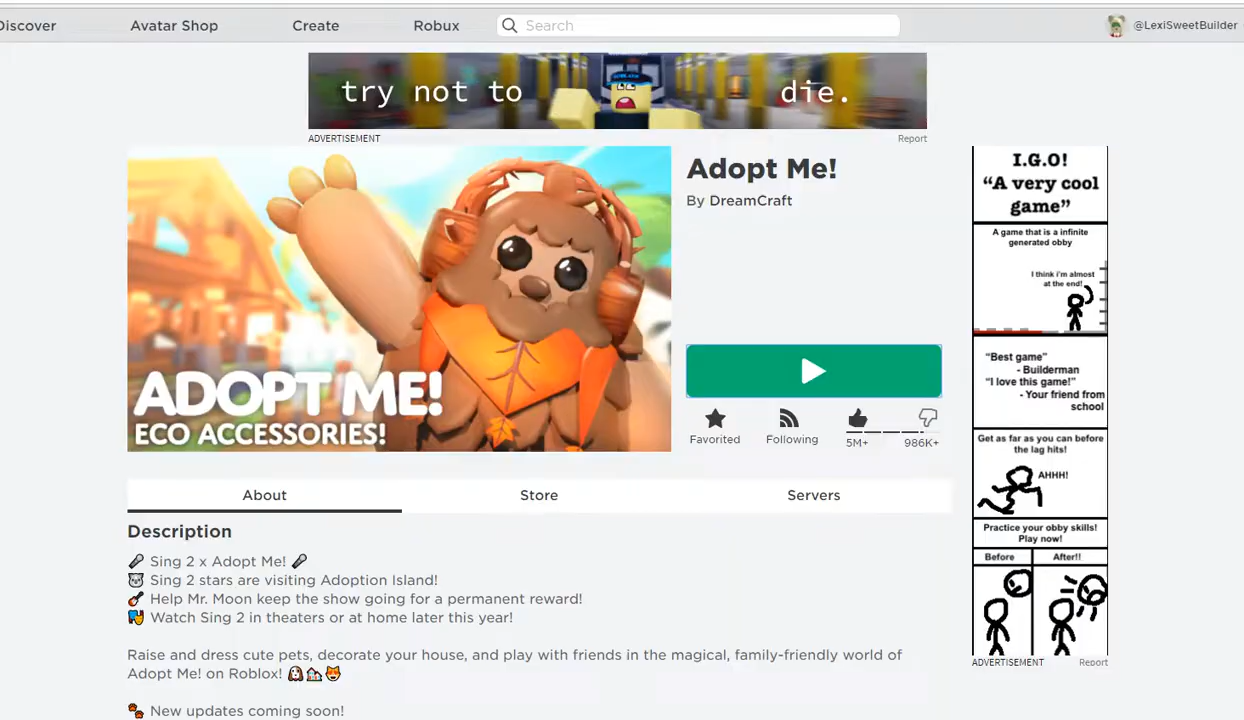 Discover
Avatar Shop
Create
Robux
Search
@LexiSweetBuilder
try not to die.
ADVERTISEMENT
Report
ADOPT ME!
ECO ACCESSORIES!
Adopt Me!
By DreamCraft
Favorited
Following
5M+
986K+
About
Store
Servers
Description
Sing 2 x Adopt Me!
Sing 2 stars are visiting Adoption Island!
Help Mr. Moon keep the show going for a permanent reward!
Watch Sing 2 in theaters or at home later this year!
Raise and dress cute pets, decorate your house, and play with friends in the magical, family-friendly world of
Adopt Me! on Roblox!
New updates coming soon!
I.G.O!
“A very cool
game”
A game that is a infinite
generated obby
I think i'm almost
at the end!
“Best game”
- Builderman
“I love this game!”
- Your friend from
school
Get as far as you can before
the lag hits!
AHHH!
Practice your obby skills!
Play now!
Before
After!!
ADVERTISEMENT
Report